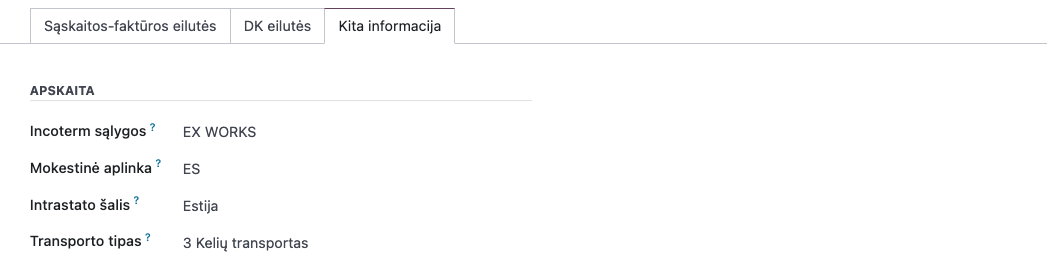 Sąskaitos-faktūros eilutės DK eilutės Kita informacija
APSKAITA
Incoterm sąlygos ? EX WORKS
Mokestinė aplinka ? ES
Intrastato šalis ? Estija
Transporto tipas ? 3 Kelių transportas